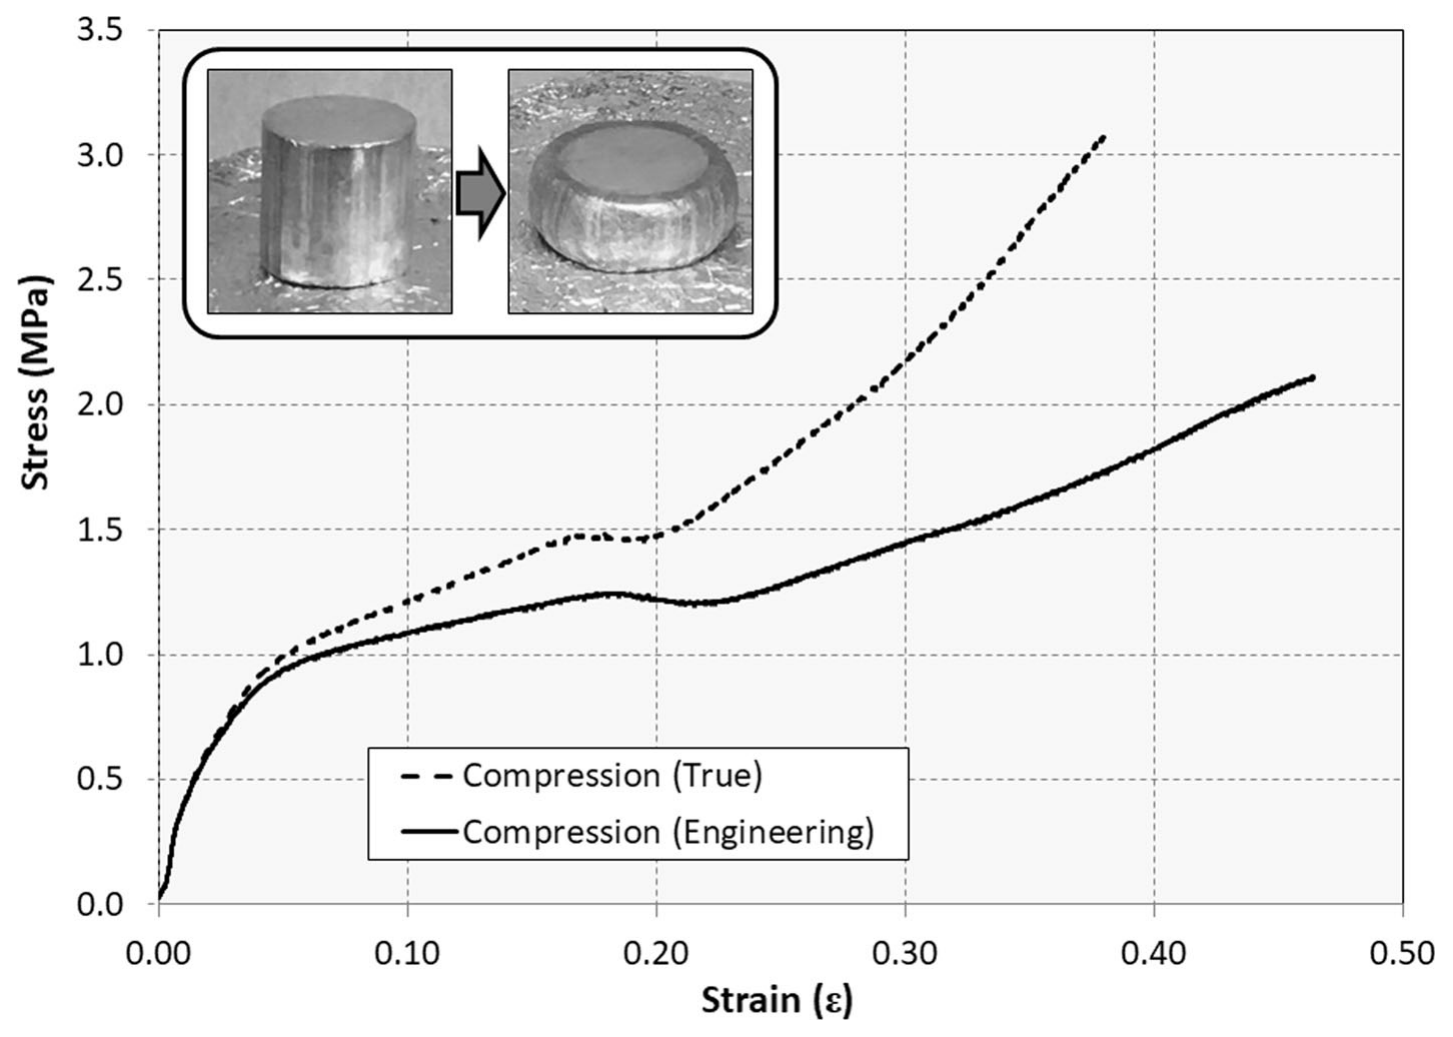 3.5
3.0
2.5
2.0
1.5
1.0
0.5
0.0
Stress (MPa)
Compression (True)
Compression (Engineering)
0.00 0.10 0.20 0.30 0.40 0.50
Strain (ε)